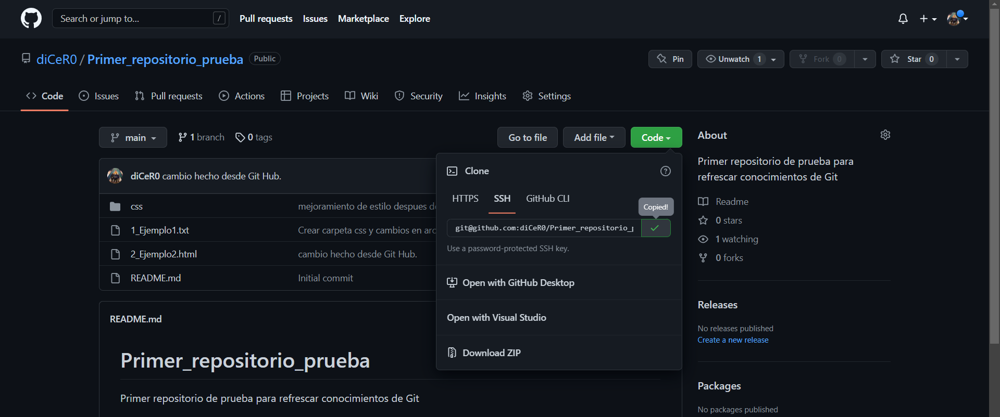 Search or jump to... /
Pull requests Issues Marketplace Explore
diCeR0 / Primer_repositorio_prueba Public
Pin Unwatch 1 Fork 0 Star 0
Code Issues Pull requests Actions Projects Wiki Security Insights Settings
main 1 branch 0 tags Go to file Add file Code
diCeR0 cambio hecho desde Git Hub.
css mejoramiento de estilo despues de
1_Ejemplo1.txt Crear carpeta css y cambios en arc
2_Ejemplo2.html cambio hecho desde Git Hub.
README.md Initial commit
Clone
HTTPS SSH GitHub CLI
Copied!
git@github.com:diCeR0/Primer_repositorio_p
Use a password-protected SSH key.
Open with GitHub Desktop
Open with Visual Studio
Download ZIP
README.md
Primer_repositorio_prueba
Primer repositorio de prueba para refrescar conocimientos de Git
About
Primer repositorio de prueba para
refrescar conocimientos de Git
Readme
0 stars
1 watching
0 forks
Releases
No releases published
Create a new release
Packages
No packages published